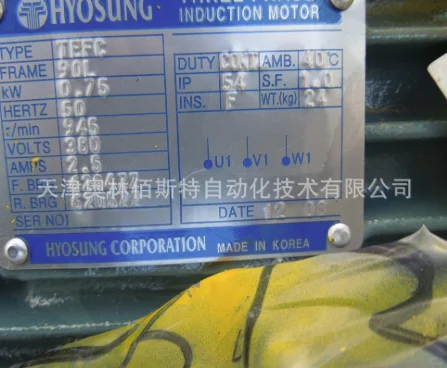 HYOSUNG
INDUCTION MOTOR
TYPE TEFC
FRAME 90L
kW 0.75
HERTZ
r/min 945
VOLTS 380
AMPS 2.5
F. BRG
R. BRG
SER NO
DUTY CONT AMB. 40°C
IP 54 S.F. 1.0
INS. F WT.(kg) 24
U1 V1 W1
天津奥林佰斯特自动化技术有限公司
DATE 12
HYOSUNG CORPORATION MADE IN KOREA